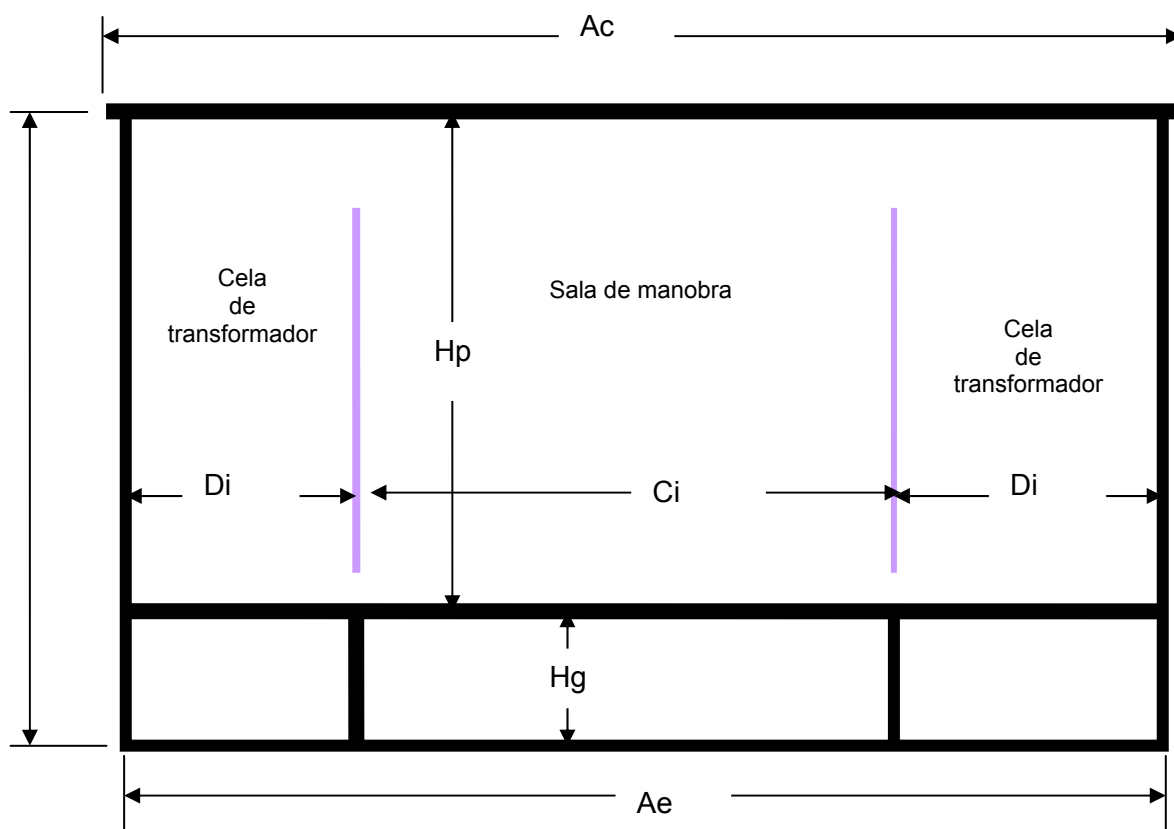 Ac
Cela
de
transformador
Sala de manobra
Hp
Cela
de
transformador
Di
Ci
Di
Hg
Ae